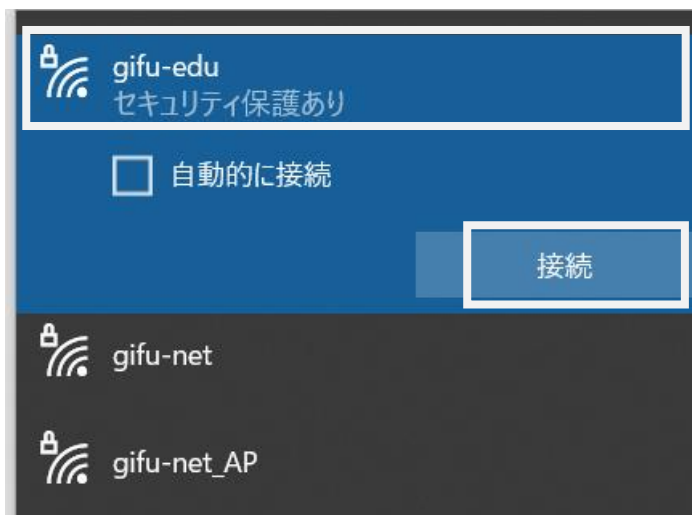 gifu-edu
セキュリティ保護あり
自動的に接続
接続
gifu-net
gifu-net_AP